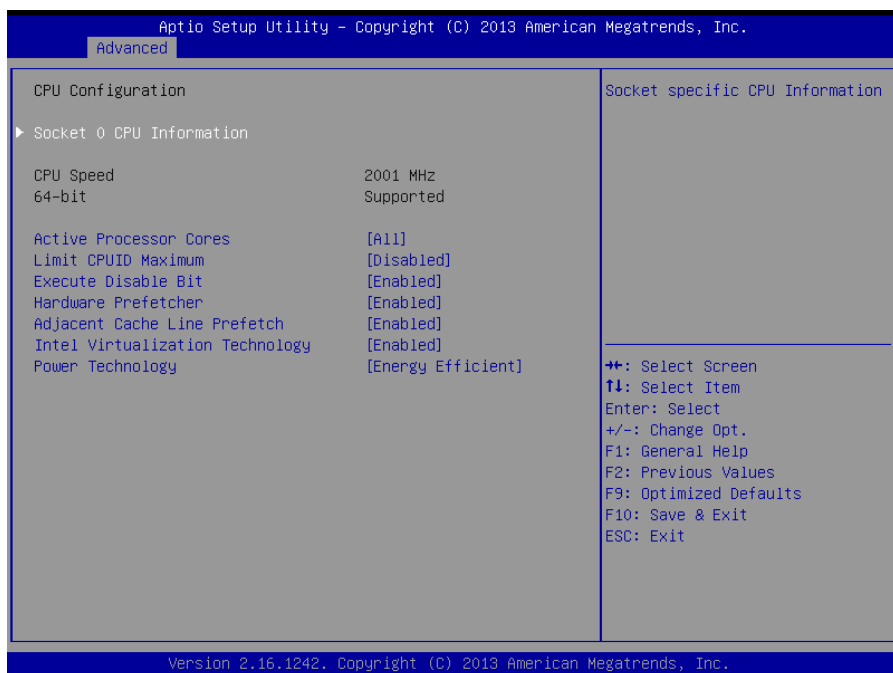 Aptio Setup Utility – Copyright (C) 2013 American Megatrends, Inc.
Advanced
CPU Configuration
Socket 0 CPU Information
CPU Speed 2001 MHz
64-bit Supported
Active Processor Cores [All]
Limit CPUID Maximum [Disabled]
Execute Disable Bit [Enabled]
Hardware Prefetcher [Enabled]
Adjacent Cache Line Prefetch [Enabled]
Intel Virtualization Technology [Enabled]
Power Technology [Energy Efficient]
Socket specific CPU Information
→←: Select Screen
↑↓: Select Item
Enter: Select
+/-: Change Opt.
F1: General Help
F2: Previous Values
F9: Optimized Defaults
F10: Save & Exit
ESC: Exit
Version 2.16.1242. Copyright (C) 2013 American Megatrends, Inc.